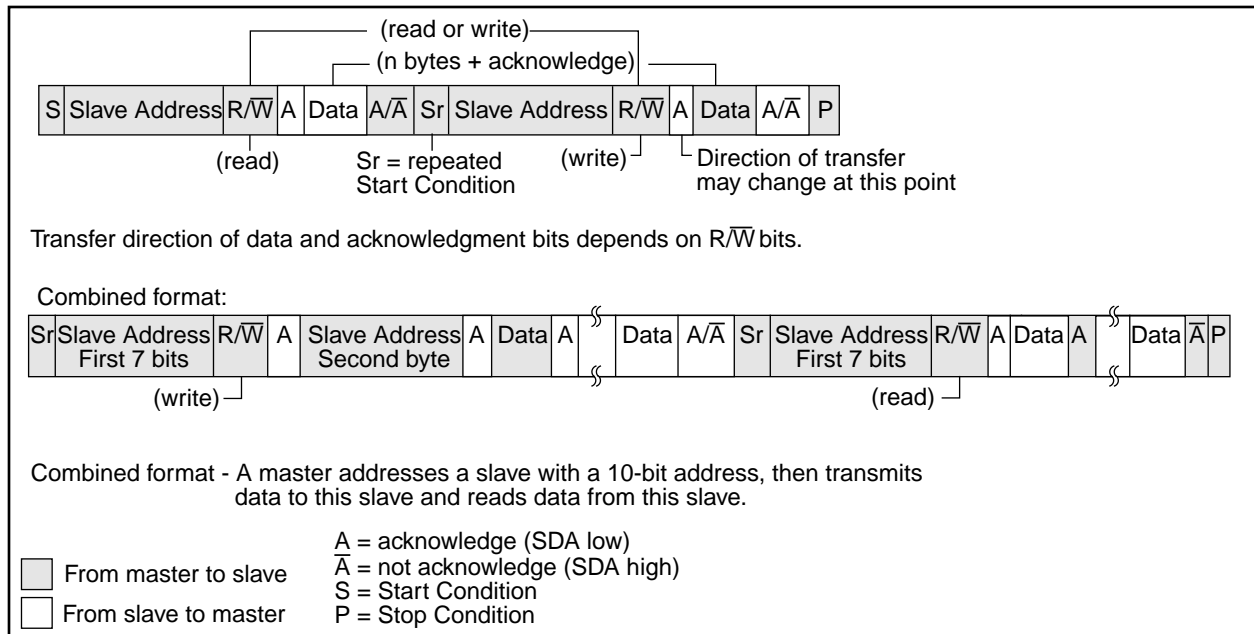 (read or write)
(n bytes + acknowledge)
S Slave Address R/W̅ A Data A/A̅ Sr Slave Address R/W̅ A Data A/A̅ P
(read)
Sr = repeated
Start Condition
(write)
Direction of transfer
may change at this point
Transfer direction of data and acknowledgment bits depends on R/W̅ bits.
Combined format:
Sr Slave Address First 7 bits R/W̅ A Slave Address Second byte A Data A Data A/A̅ Sr Slave Address First 7 bits R/W̅ A Data A Data A̅ P
(write)
(read)
Combined format - A master addresses a slave with a 10-bit address, then transmits
data to this slave and reads data from this slave.
From master to slave
From slave to master
A = acknowledge (SDA low)
A̅ = not acknowledge (SDA high)
S = Start Condition
P = Stop Condition